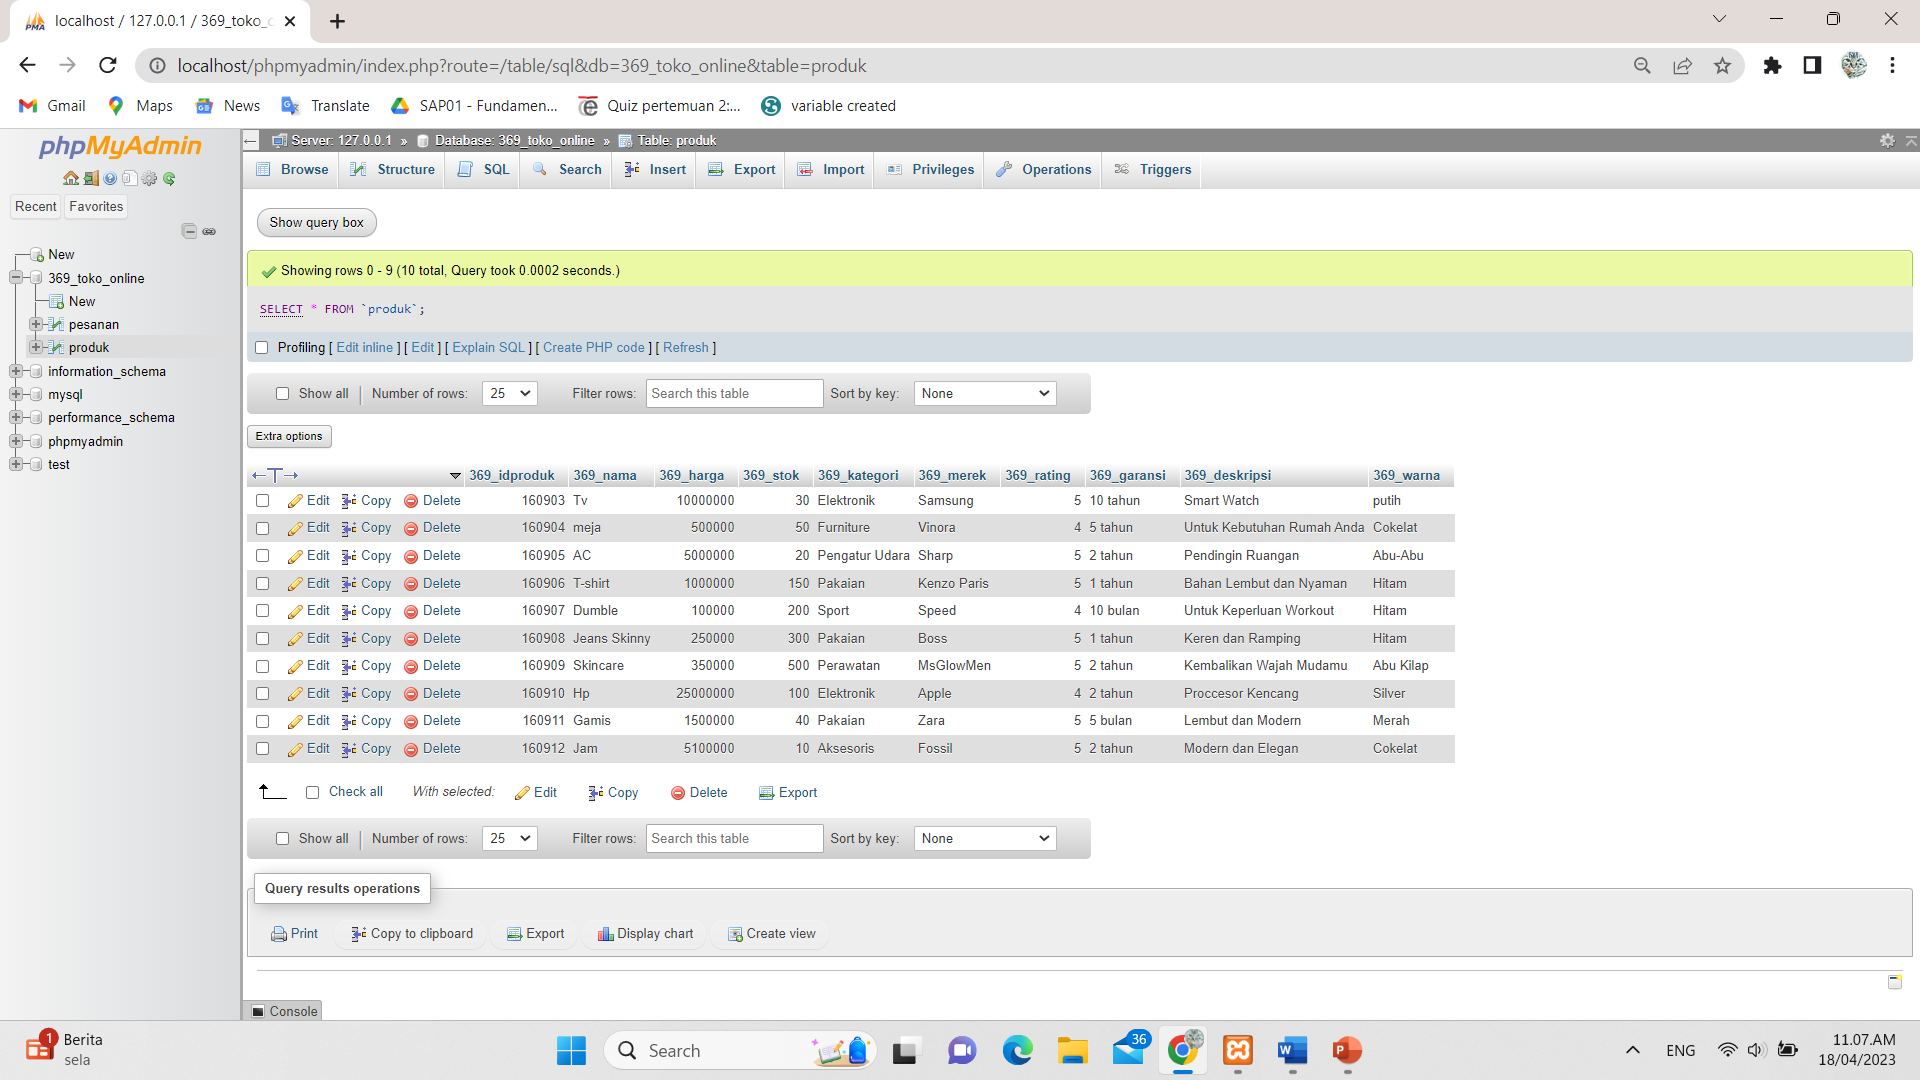 localhost / 127.0.0.1 / 369_toko_
localhost/phpmyadmin/index.php?route=/table/sql&db=369_toko_online&table=produk
Gmail Maps News Translate SAP01 - Fundamen... Quiz pertemuan 2:... variable created
phpMyAdmin
Recent Favorites
New
369_toko_online
New
pesanan
produk
information_schema
mysql
performance_schema
phpmyadmin
test
Server: 127.0.0.1 » Database: 369_toko_online » Table: produk
Browse Structure SQL Search Insert Export Import Privileges Operations Triggers
Show query box
Showing rows 0 - 9 (10 total, Query took 0.0002 seconds.)
SELECT * FROM `produk`;
Profiling [ Edit inline ] [ Edit ] [ Explain SQL ] [ Create PHP code ] [ Refresh ]
Show all Number of rows: 25 Filter rows: Search this table Sort by key: None
Extra options
369_idproduk 369_nama 369_harga 369_stok 369_kategori 369_merek 369_rating 369_garansi 369_deskripsi 369_warna
Edit Copy Delete 160903 Tv 10000000 30 Elektronik Samsung 5 10 tahun Smart Watch putih
Edit Copy Delete 160904 meja 500000 50 Furniture Vinora 4 5 tahun Untuk Kebutuhan Rumah Anda Cokelat
Edit Copy Delete 160905 AC 5000000 20 Pengatur Udara Sharp 5 2 tahun Pendingin Ruangan Abu-Abu
Edit Copy Delete 160906 T-shirt 1000000 150 Pakaian Kenzo Paris 5 1 tahun Bahan Lembut dan Nyaman Hitam
Edit Copy Delete 160907 Dumble 100000 200 Sport Speed 4 10 bulan Untuk Keperluan Workout Hitam
Edit Copy Delete 160908 Jeans Skinny 250000 300 Pakaian Boss 5 1 tahun Keren dan Ramping Hitam
Edit Copy Delete 160909 Skincare 350000 500 Perawatan MsGlowMen 5 2 tahun Kembalikan Wajah Mudamu Abu Kilap
Edit Copy Delete 160910 Hp 25000000 100 Elektronik Apple 4 2 tahun Proccesor Kencang Silver
Edit Copy Delete 160911 Gamis 1500000 40 Pakaian Zara 5 5 bulan Lembut dan Modern Merah
Edit Copy Delete 160912 Jam 5100000 10 Aksesoris Fossil 5 2 tahun Modern dan Elegan Cokelat
Check all With selected: Edit Copy Delete Export
Show all Number of rows: 25 Filter rows: Search this table Sort by key: None
Query results operations
Print Copy to clipboard Export Display chart Create view
Console
1 Berita
sela
Search
36
ENG
11.07.AM
18/04/2023